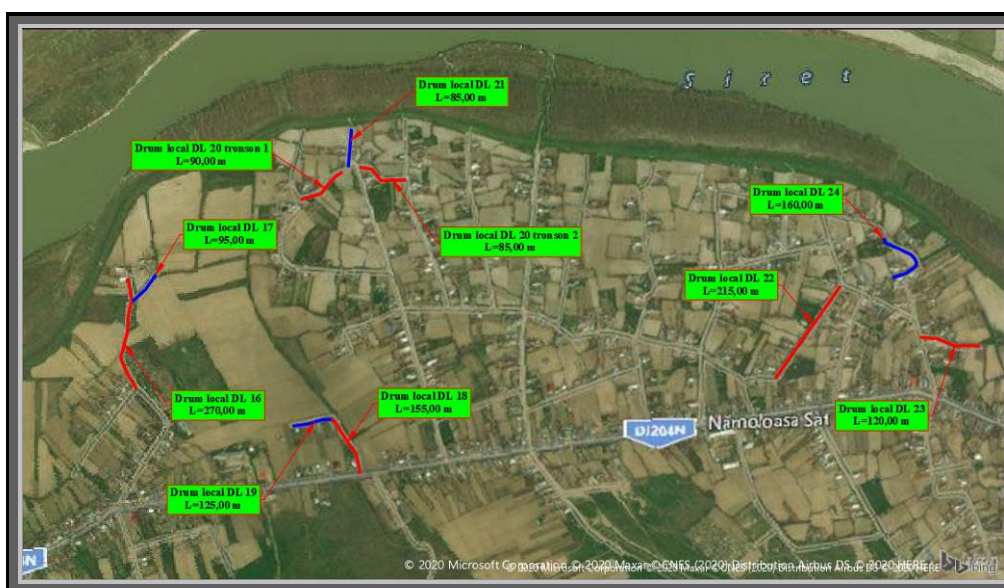 Siret
Drum local DL 21
L=85,00 m
Drum local DL 20 tronson 1
L=90,00 m
Drum local DL 24
L=160,00 m
Drum local DL 17
L=95,00 m
Drum local DL 20 tronson 2
L=85,00 m
Drum local DL 22
L=215,00 m
Drum local DL 16
L=270,00 m
Drum local DL 18
L=155,00 m
Drum local DL 23
L=120,00 m
DJ204N
Nămoloasa Sat
Drum local DL 19
L=125,00 m
N
© 2020 Microsoft Corporation © 2020 Maxar © CNES (2020) Distribution Airbus DS © 2020 HERE